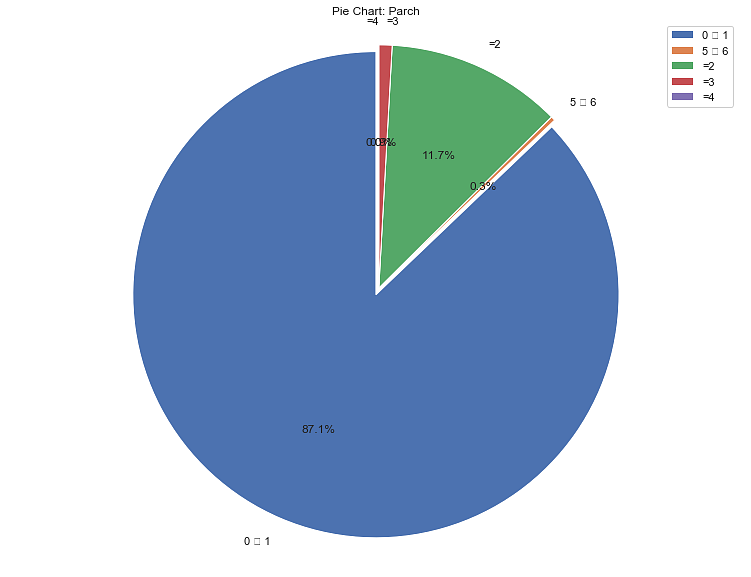 Pie Chart: Parch
=4
=3
=2
5 □ 6
0 □ 1
5 □ 6
=2
=3
=4
11.7%
0.3%
87.1%
0 □ 1